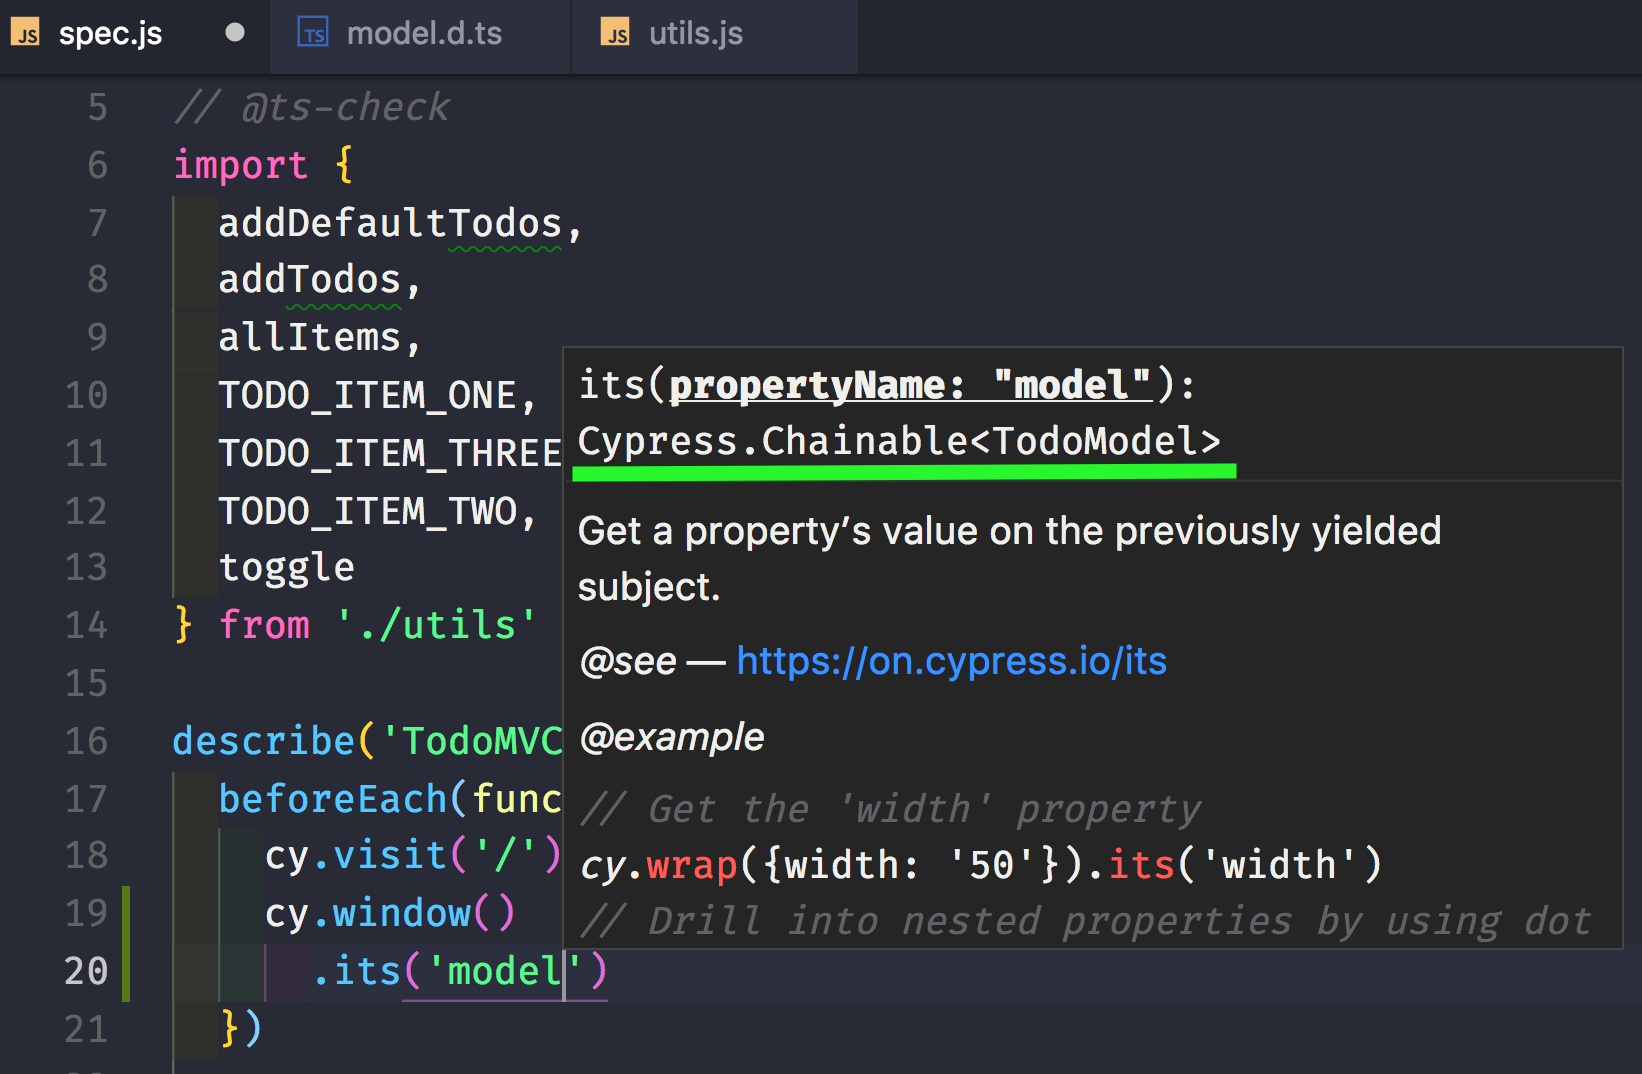 JS spec.js
TS model.d.ts
JS utils.js
5 // @ts-check
6 import {
7 addDefaultTodos,
8 addTodos,
9 allItems,
10 TODO_ITEM_ONE,
11 TODO_ITEM_THREE
12 TODO_ITEM_TWO,
13 toggle
14 } from './utils'
15
16 describe('TodoMVC
17 beforeEach(func
18 cy.visit('/')
19 cy.window()
20 .its('model')
21 })
its(propertyName: "model"):
Cypress.Chainable<TodoModel>
Get a property’s value on the previously yielded
subject.
@see — https://on.cypress.io/its
@example
// Get the 'width' property
cy.wrap({width: '50'}).its('width')
// Drill into nested properties by using dot